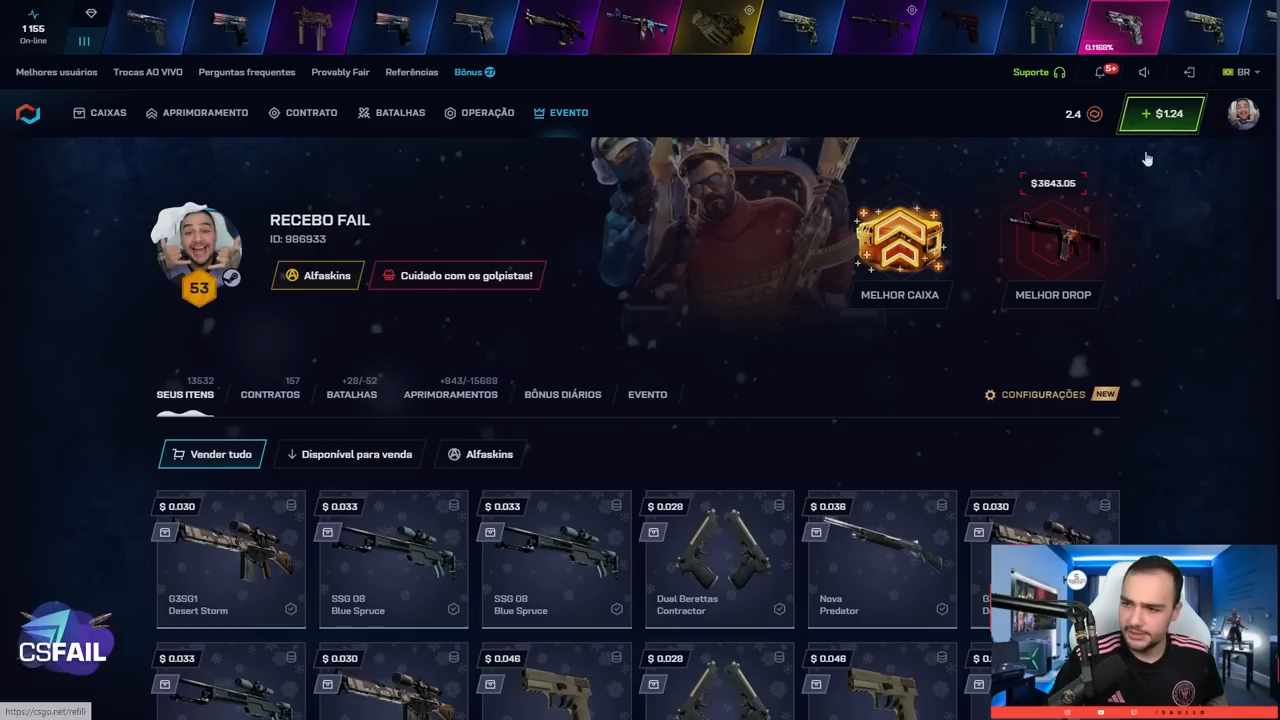 1 155
On-line
0.1168%
Melhores usuários
Trocas AO VIVO
Perguntas frequentes
Provably Fair
Referências
Bônus 27
Suporte
5+
BR
CAIXAS
APRIMORAMENTO
CONTRATO
BATALHAS
OPERAÇÃO
EVENTO
2.4
+ $1.24
$3643.05
RECEBO FAIL
ID: 986933
Alfaskins
Cuidado com os golpistas!
53
MELHOR CAIXA
MELHOR DROP
13532
157
+28/-52
+843/-15688
SEUS ITENS
CONTRATOS
BATALHAS
APRIMORAMENTOS
BÔNUS DIÁRIOS
EVENTO
CONFIGURAÇÕES
NEW
Vender tudo
Disponível para venda
Alfaskins
$ 0.030
$ 0.033
$ 0.033
$ 0.028
$ 0.036
$ 0.030
G3SG1
Desert Storm
SSG 08
Blue Spruce
SSG 08
Blue Spruce
Dual Berettas
Contractor
Nova
Predator
$ 0.033
$ 0.030
$ 0.046
$ 0.028
$ 0.046
CSFAIL
https://csgo.net/refill
/SAULLO